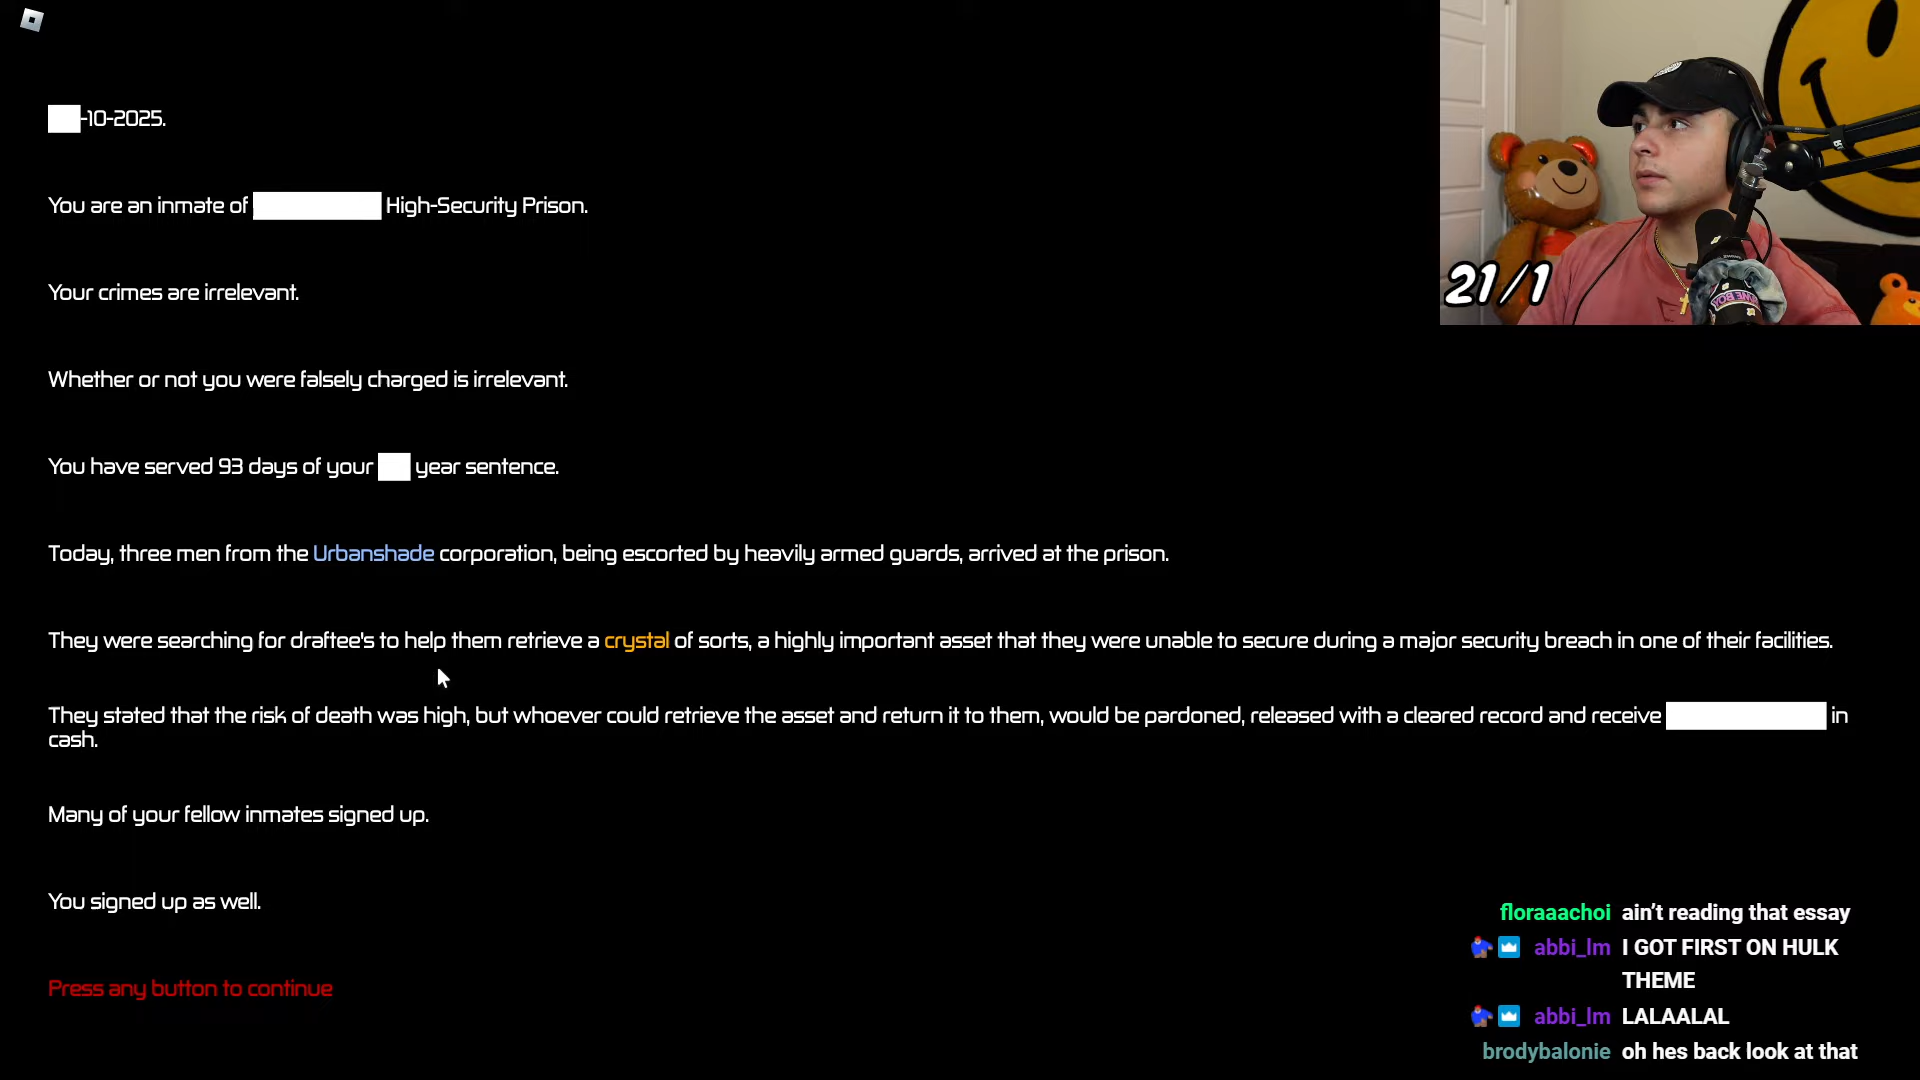 -10-2025.
You are an inmate of High-Security Prison.
Your crimes are irrelevant.
Whether or not you were falsely charged is irrelevant.
You have served 93 days of your year sentence.
Today, three men from the Urbanshade corporation, being escorted by heavily armed guards, arrived at the prison.
They were searching for draftee's to help them retrieve a crystal of sorts, a highly important asset that they were unable to secure during a major security breach in one of their facilities.
They stated that the risk of death was high, but whoever could retrieve the asset and return it to them, would be pardoned, released with a cleared record and receive in
cash.
Many of your fellow inmates signed up.
You signed up as well.
Press any button to continue
21/1
floraaachoi ain't reading that essay
abbi_lm I GOT FIRST ON HULK
THEME
abbi_lm LALAALAL
brodybalonie oh hes back look at that